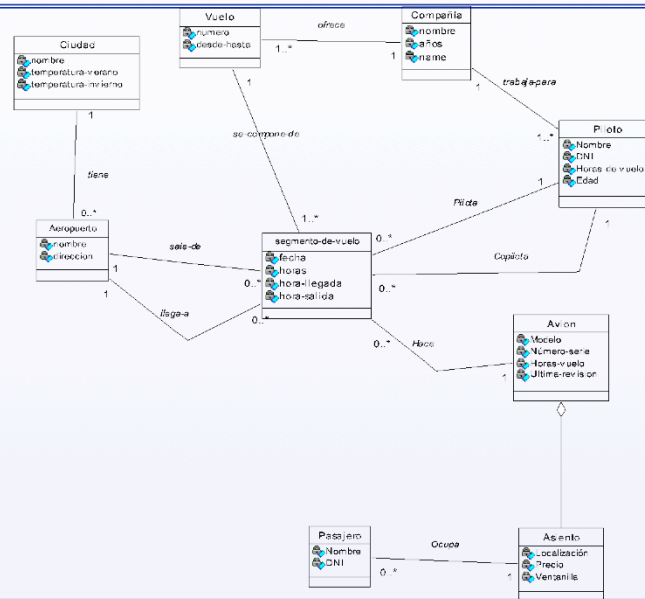 Vuelo
numero
desde-hasta
ofrece
1..*
1
1
Compañía
nombre
años
name
1
trabaja-para
1..*
Ciudad
nombre
temperatura-verano
temperatura-invierno
1
tiene
0..*
se-compone-de
1..*
Piloto
Nombre
DNI
Horas de vuelo
Edad
1
1
Piloto
0..*
Copiloto
0..*
Aeropuerto
nombre
direccion
1
1
sale-de
0..*
llega-a
0..*
segmento-de-vuelo
fecha
horas
hora-llegada
hora-salida
0..*
Hace
1
Avion
Modelo
Número-serie
Horas-vuelo
Ultima-revision
Pasajero
Nombre
DNI
0..*
Ocupa
1
Asiento
Localización
Precio
Ventanilla